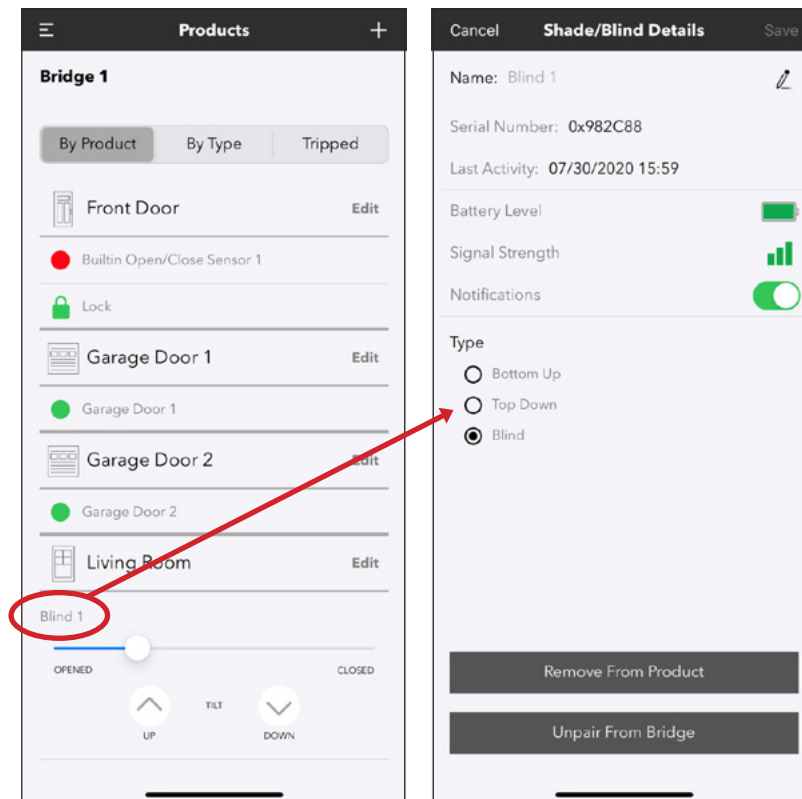 Products
+
Bridge 1
By Product By Type Tripped
Front Door Edit
Builtin Open/Close Sensor 1
Lock
Garage Door 1 Edit
Garage Door 1
Garage Door 2 Edit
Garage Door 2
Living Room Edit
Blind 1
OPENED CLOSED
TILT
UP DOWN
Cancel Shade/Blind Details Save
Name: Blind 1
Serial Number: 0x982C88
Last Activity: 07/30/2020 15:59
Battery Level
Signal Strength
Notifications
Type
Bottom Up
Top Down
Blind
Remove From Product
Unpair From Bridge